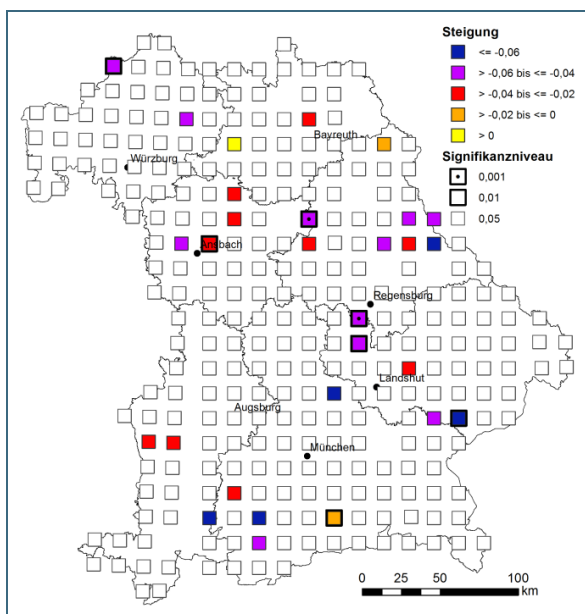 Steigung
<= -0,06
> -0,06 bis <= -0,04
> -0,04 bis <= -0,02
> -0,02 bis <= 0
> 0
Signifikanzniveau
0,001
0,01
0,05
Bayreuth
Würzburg
Ansbach
Regensburg
Landshut
Augsburg
München
0 25 50 100
km